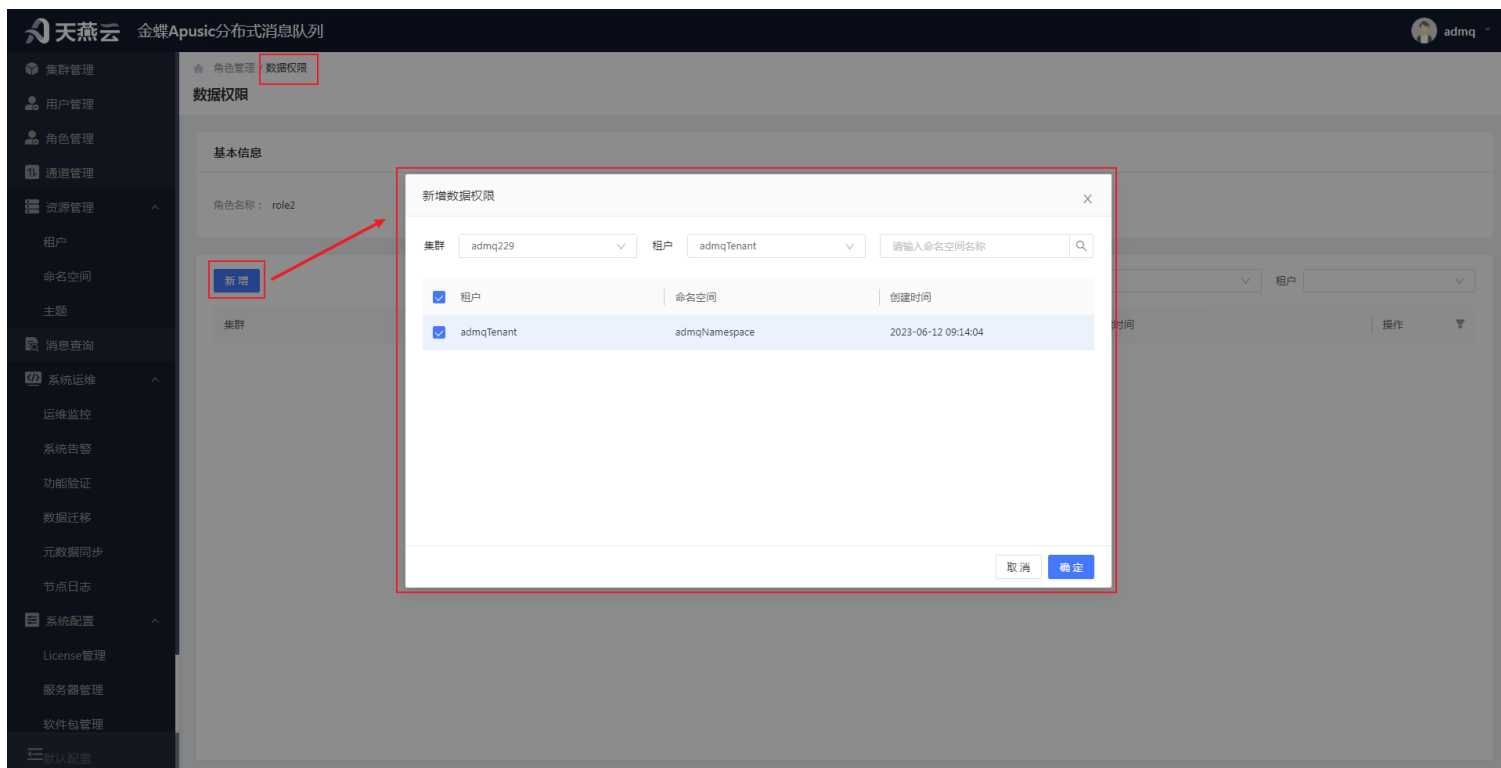 天燕云 金蝶Apusic分布式消息队列
admq
集群管理
用户管理
角色管理
通道管理
资源管理
租户
命名空间
主题
消息查询
系统运维
运维监控
系统告警
功能验证
数据迁移
元数据同步
节点日志
系统配置
License管理
服务器管理
软件包管理
默认配置
角色管理 / 数据权限
数据权限
基本信息
角色名称： role2
新增
租户
集群
时间
操作
新增数据权限
集群 admq229 租户 admqTenant 请输入命名空间名称
租户 命名空间 创建时间
admqTenant admqNamespace 2023-06-12 09:14:04
取消 确定